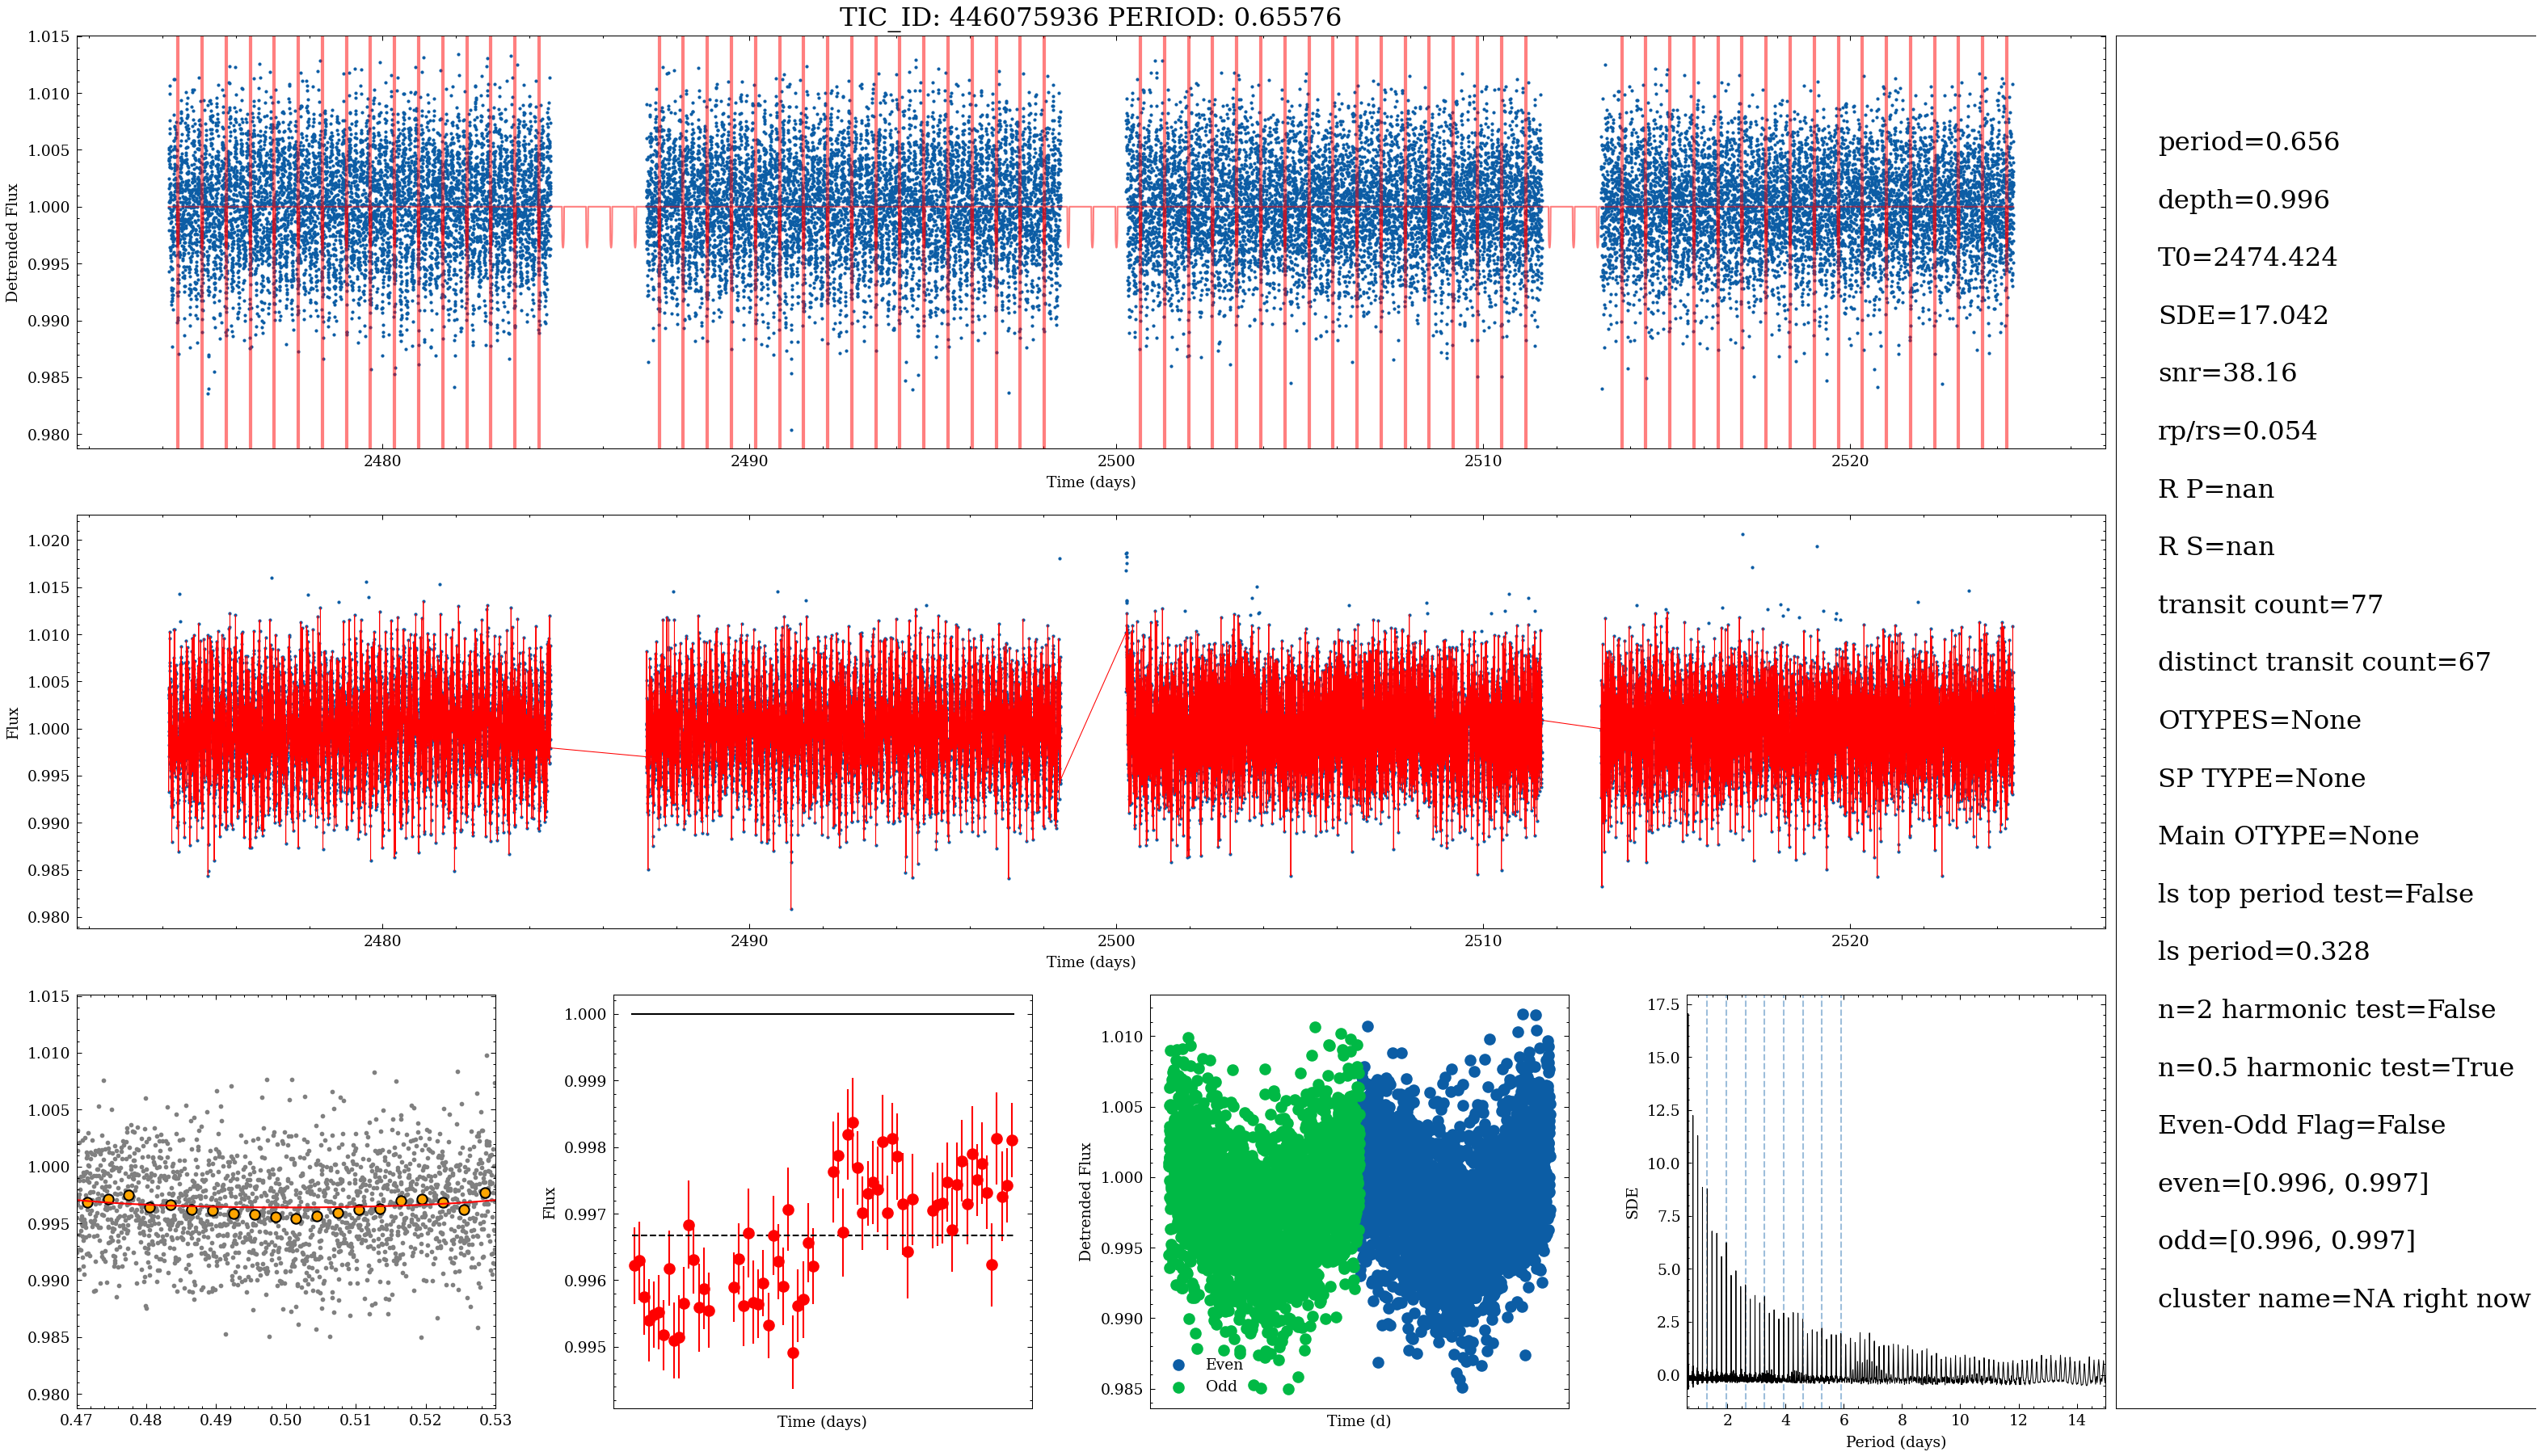 TIC_ID: 446075936 PERIOD: 0.65576
1.015
1.010
1.005
1.000
0.995
0.990
0.985
0.980
Detrended Flux
2480 2490 2500 2510 2520
Time (days)
1.020
1.015
1.010
1.005
1.000
0.995
0.990
0.985
0.980
Flux
2480 2490 2500 2510 2520
Time (days)
1.015
1.010
1.005
1.000
0.995
0.990
0.985
0.980
0.47 0.48 0.49 0.50 0.51 0.52 0.53
1.000
0.999
0.998
0.997
0.996
0.995
Flux
Time (days)
1.010
1.005
1.000
0.995
0.990
0.985
Detrended Flux
Even
Odd
Time (d)
17.5
15.0
12.5
10.0
7.5
5.0
2.5
0.0
SDE
2 4 6 8 10 12 14
Period (days)
period=0.656
depth=0.996
T0=2474.424
SDE=17.042
snr=38.16
rp/rs=0.054
R P=nan
R S=nan
transit count=77
distinct transit count=67
OTYPES=None
SP TYPE=None
Main OTYPE=None
ls top period test=False
ls period=0.328
n=2 harmonic test=False
n=0.5 harmonic test=True
Even-Odd Flag=False
even=[0.996, 0.997]
odd=[0.996, 0.997]
cluster name=NA right now